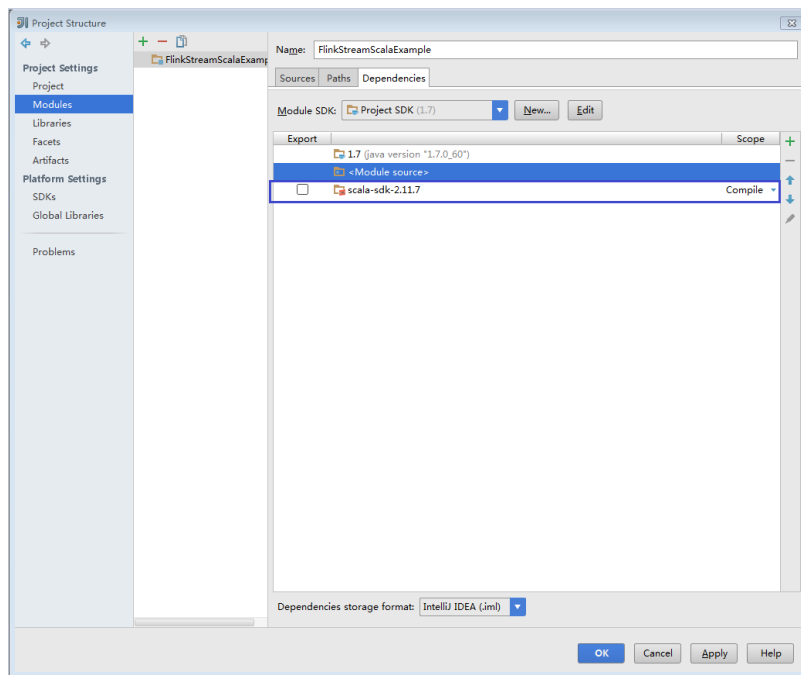 Project Structure
Project Settings
Project
Modules
Libraries
Facets
Artifacts
Platform Settings
SDKs
Global Libraries
Problems
FlinkStreamScalaExamp
Name: FlinkStreamScalaExample
Sources Paths Dependencies
Module SDK: Project SDK (1.7) New... Edit
Export Scope
1.7 (java version "1.7.0_60")
<Module source>
scala-sdk-2.11.7 Compile
Dependencies storage format: IntelliJ IDEA (.iml)
OK Cancel Apply Help